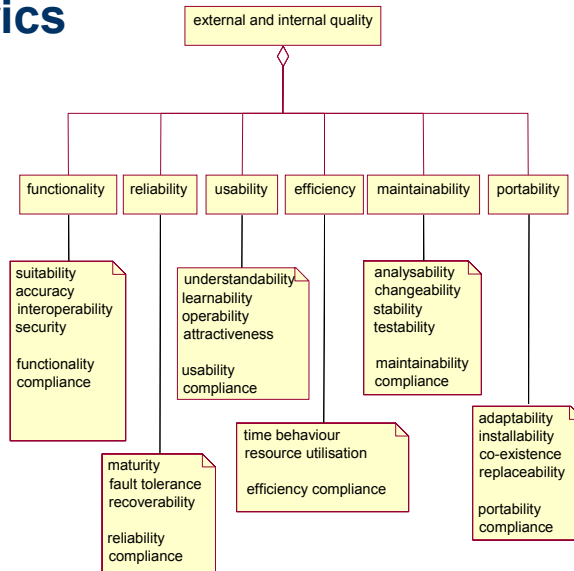 ics
external and internal quality
functionality
reliability
usability
efficiency
maintainability
portability
suitability
accuracy
interoperability
security
functionality
compliance
maturity
fault tolerance
recoverability
reliability
compliance
understandability
learnability
operability
attractiveness
usability
compliance
time behaviour
resource utilisation
efficiency compliance
analysability
changeability
stability
testability
maintainability
compliance
adaptability
installability
co-existence
replaceability
portability
compliance